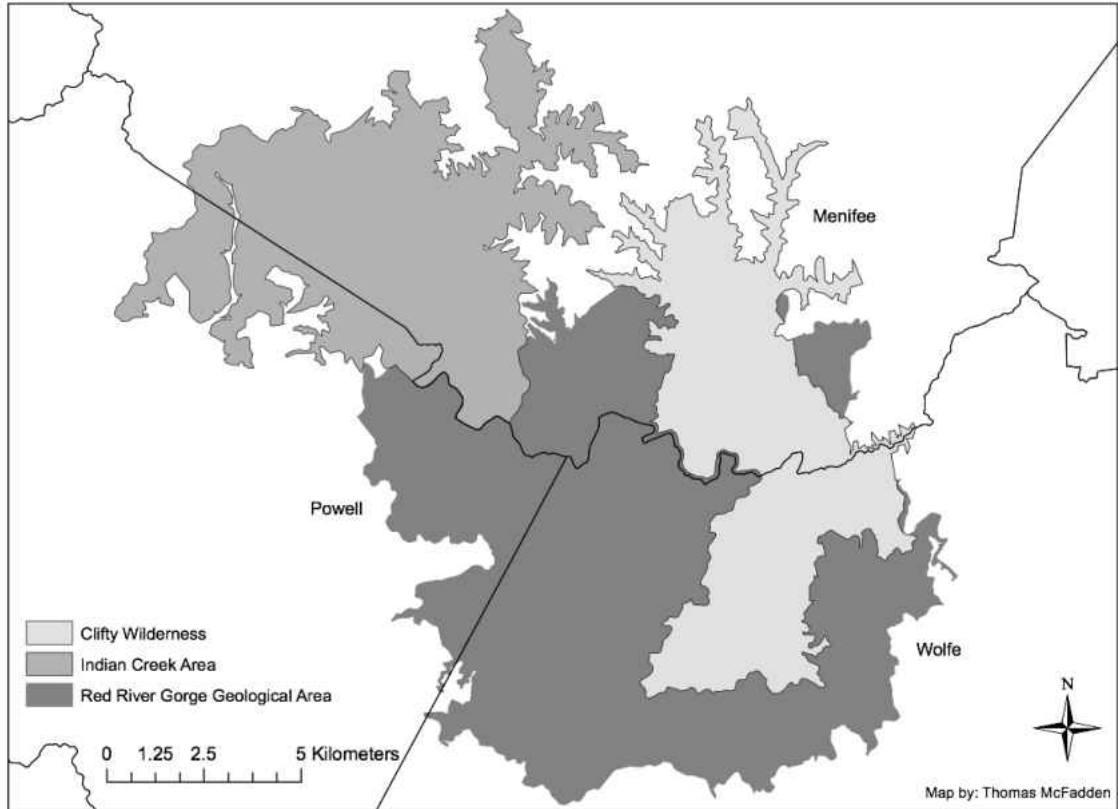 Menifee
Powell
Wolfe
Clifty Wilderness
Indian Creek Area
Red River Gorge Geological Area
0 1.25 2.5 5 Kilometers
N
Map by: Thomas McFadden